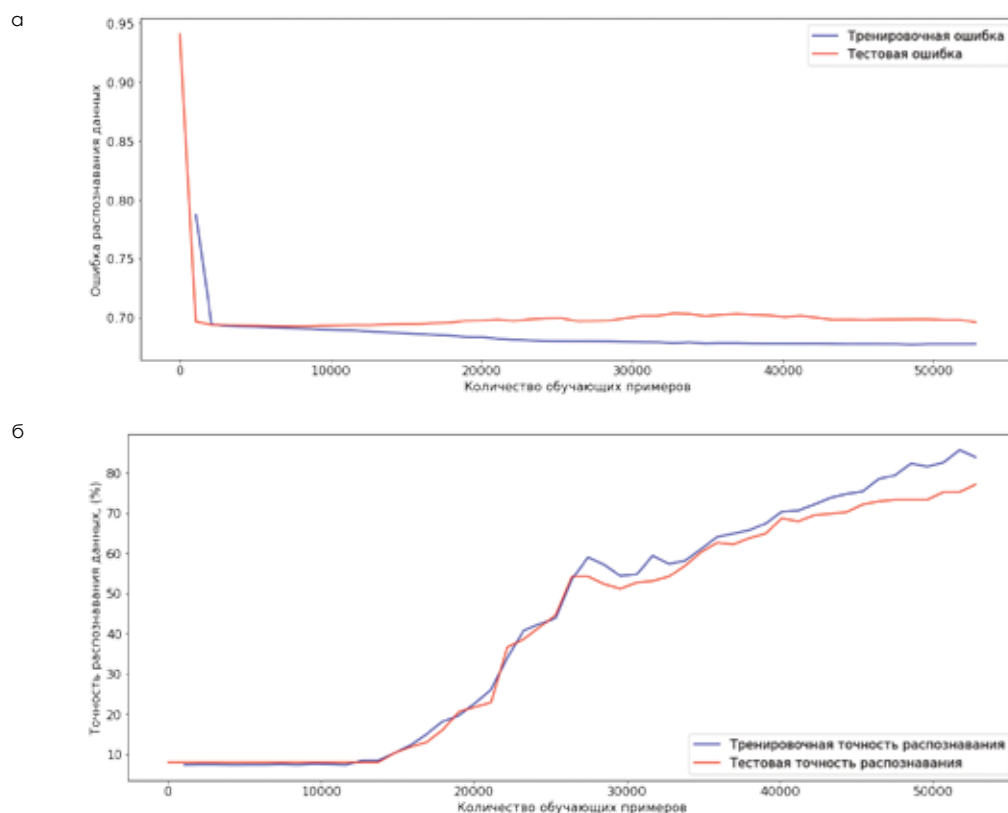 а
0.95
0.90
0.85
0.80
0.75
0.70
Ошибка распознавания данных
Тренировочная ошибка
Тестовая ошибка
0 10000 20000 30000 40000 50000
Количество обучающих примеров
б
80
70
60
50
40
30
20
10
Точность распознавания данных, (%)
Тренировочная точность распознавания
Тестовая точность распознавания
0 10000 20000 30000 40000 50000
Количество обучающих примеров